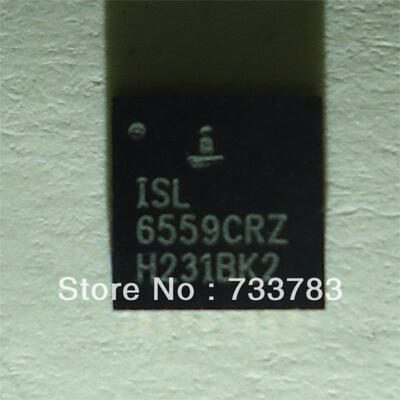 ISL
6559CRZ
H231BK2
Store No : 733783